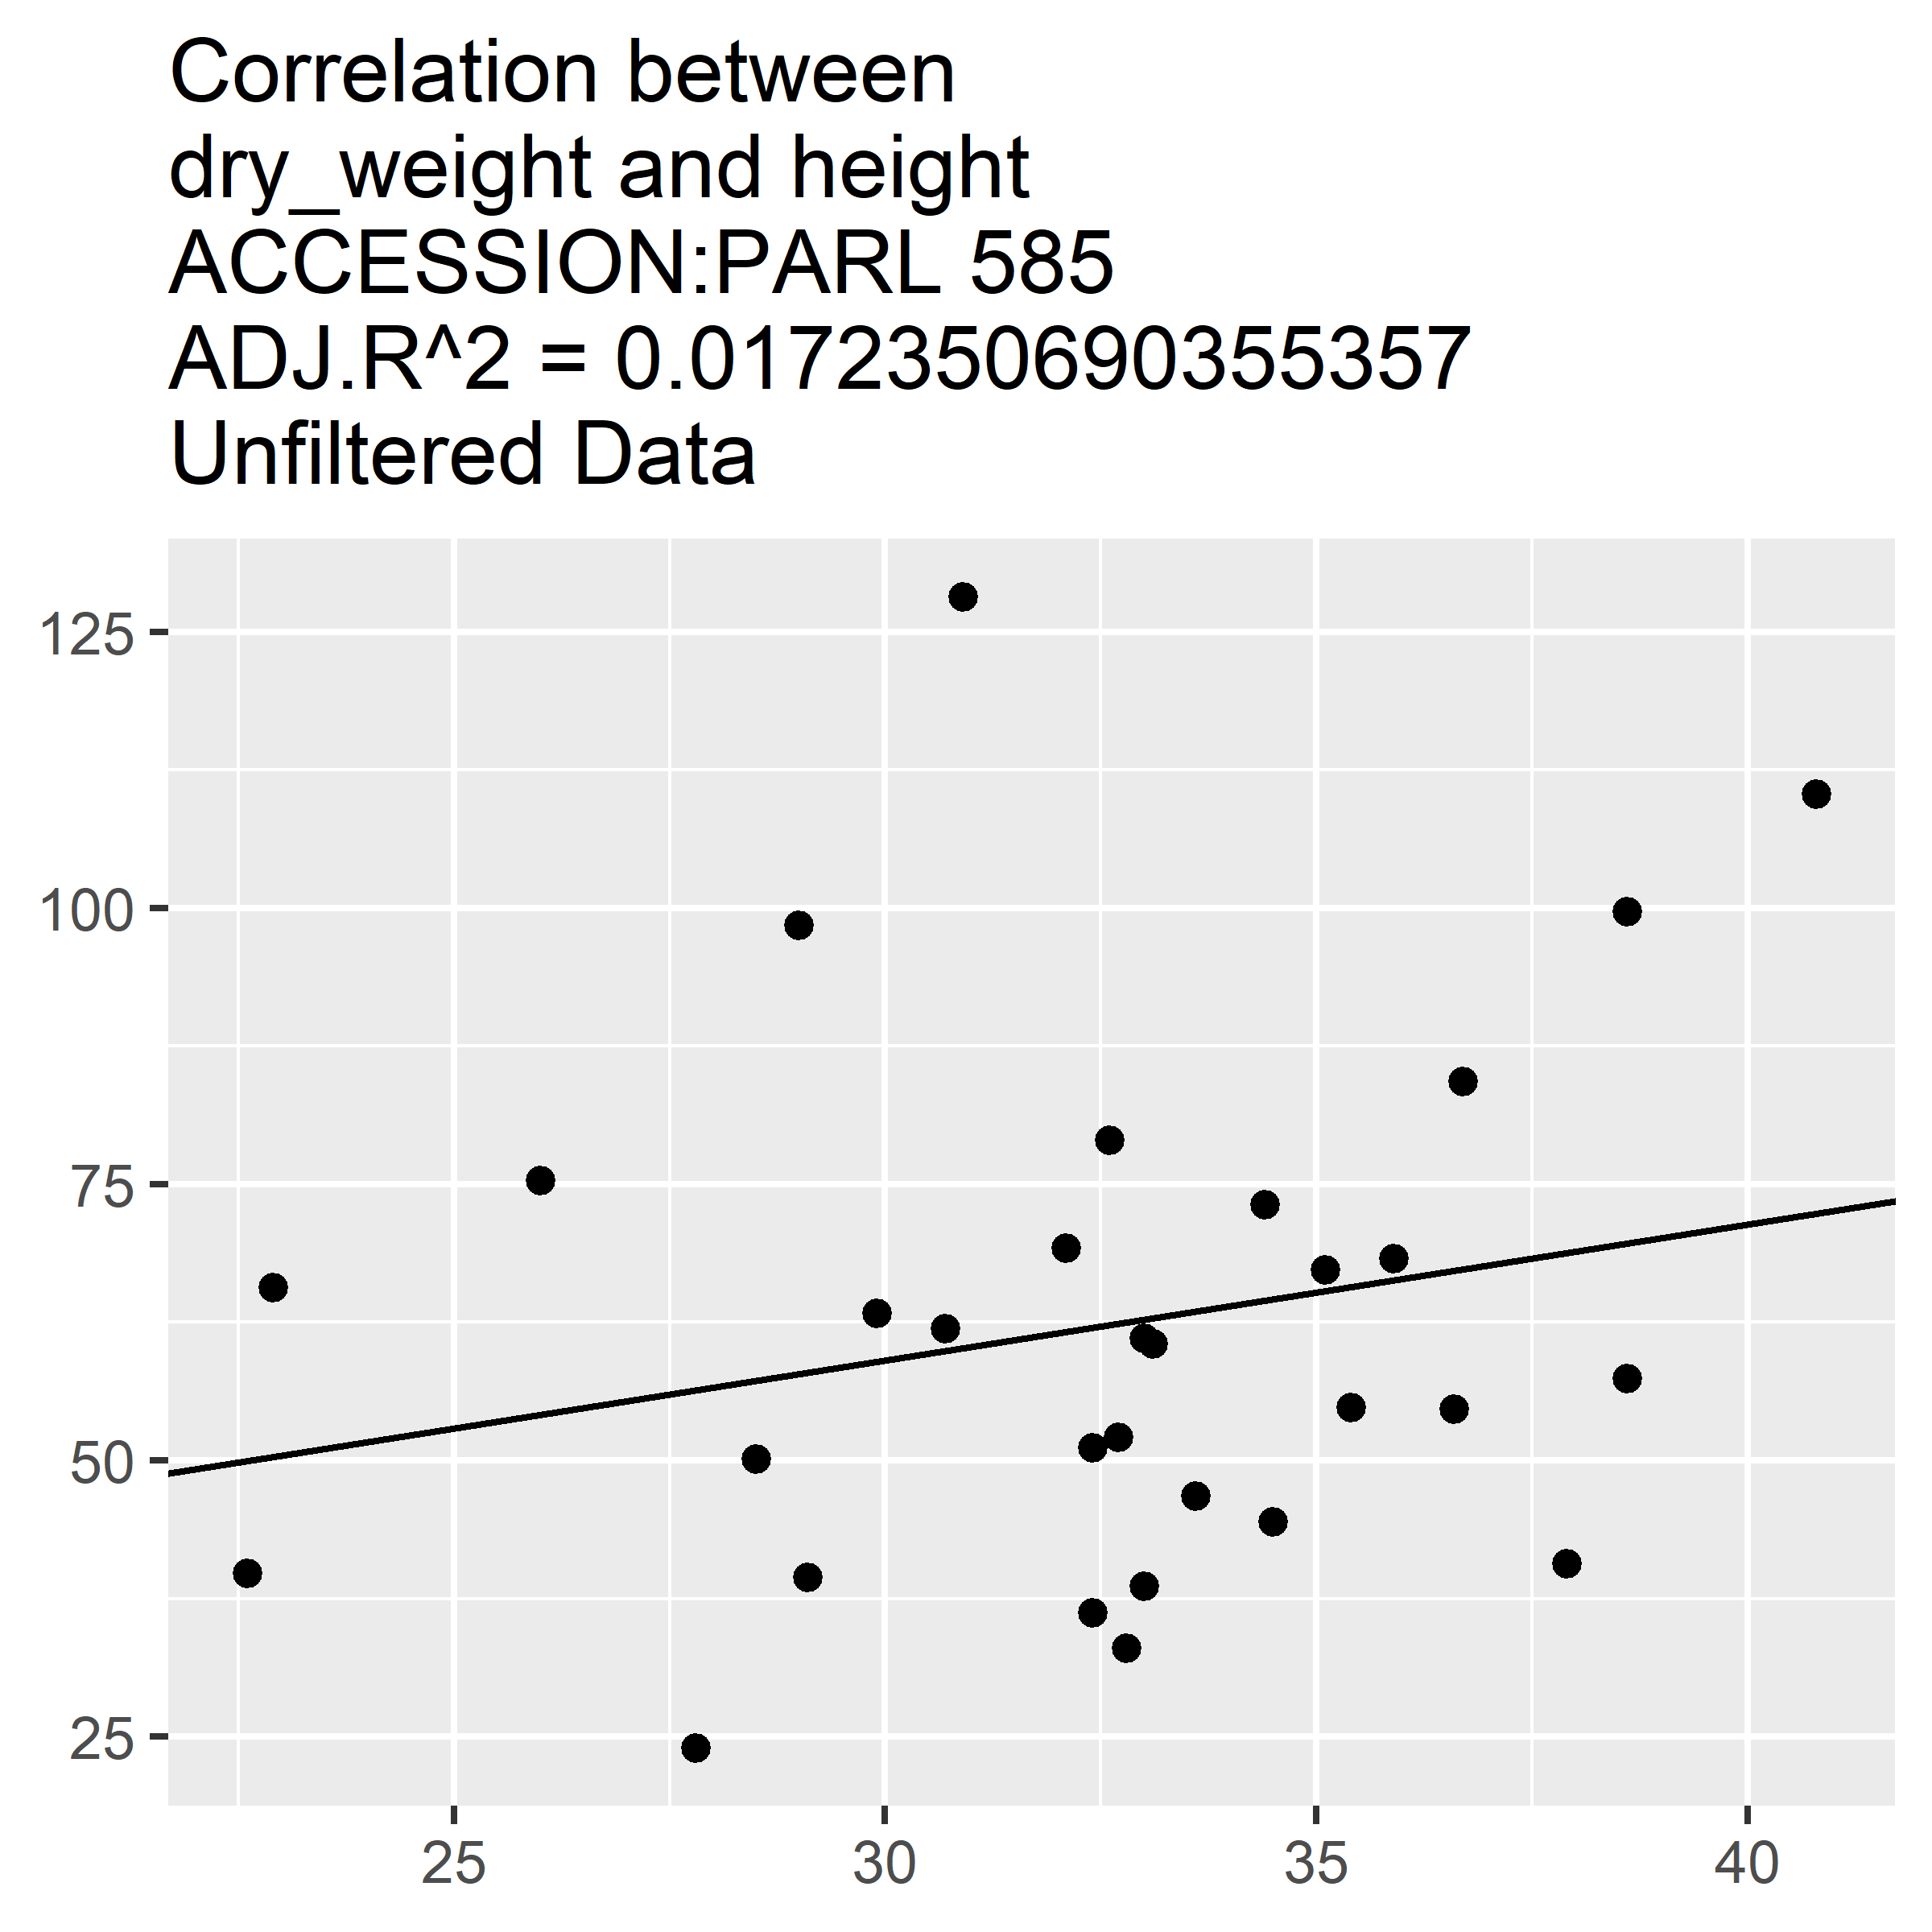 Correlation between
dry_weight and height
ACCESSION:PARL 585
ADJ.R^2 = 0.0172350690355357
Unfiltered Data
125
100
75
50
25
25 30 35 40